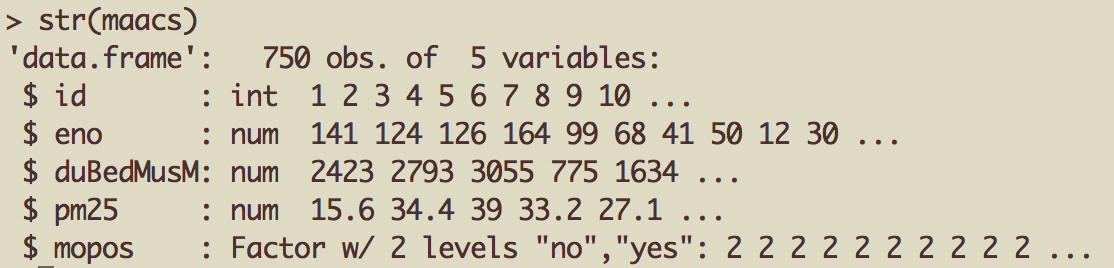 > str(maacs)
'data.frame':   750 obs. of  5 variables:
 $ id       : int  1 2 3 4 5 6 7 8 9 10 ...
 $ eno      : num  141 124 126 164 99 68 41 50 12 30 ...
 $ duBedMusM: num  2423 2793 3055 775 1634 ...
 $ pm25     : num  15.6 34.4 39 33.2 27.1 ...
 $ mopos    : Factor w/ 2 levels "no","yes": 2 2 2 2 2 2 2 2 2 2 ...